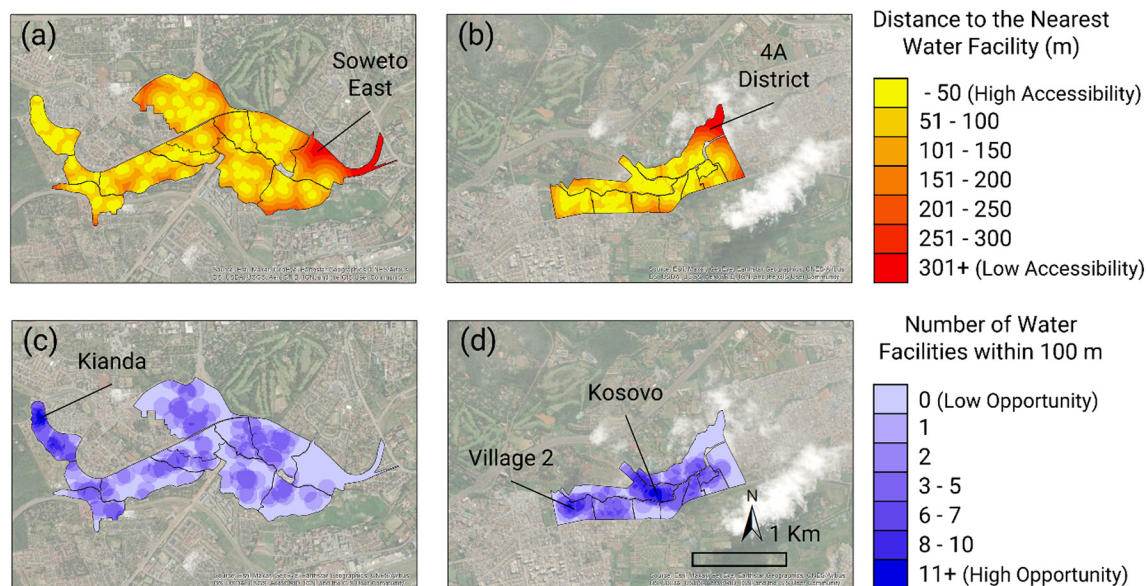 (a)
Soweto
East
(b)
4A
District
Distance to the Nearest
Water Facility (m)
- 50 (High Accessibility)
51 - 100
101 - 150
151 - 200
201 - 250
251 - 300
301+ (Low Accessibility)
(c)
Kianda
(d)
Kosovo
Village 2
N
1 Km
Number of Water
Facilities within 100 m
0 (Low Opportunity)
1
2
3 - 5
6 - 7
8 - 10
11+ (High Opportunity)